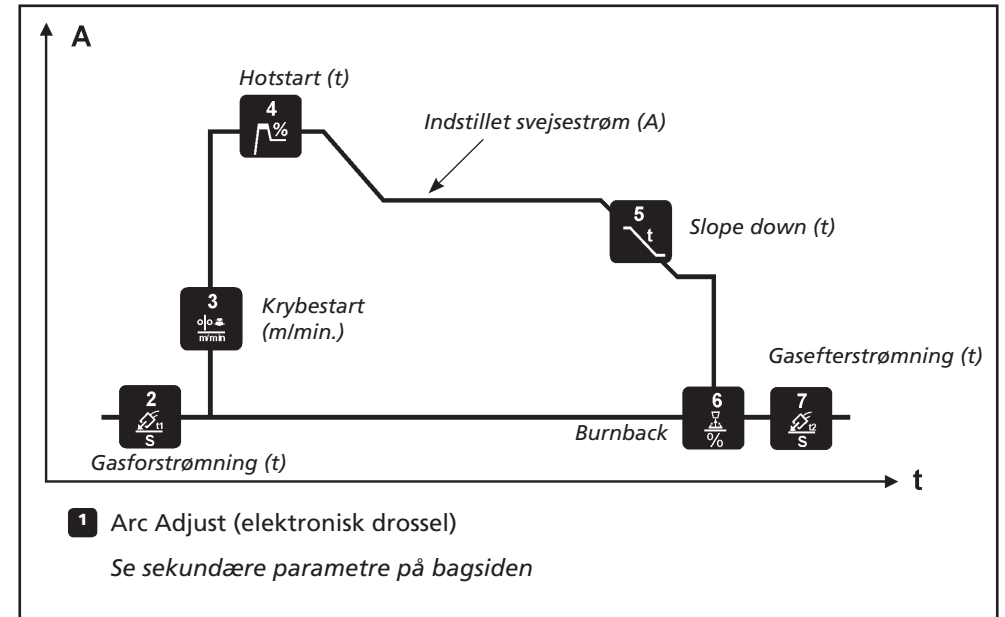 A
Hotstart (t)
4
%
Indstillet svejsestrøm (A)
5
t
Slope down (t)
3
m/min
Krybestart
(m/min.)
Gasefterstrømning (t)
2
t1
S
6
%
7
t2
S
Burnback
Gasforstrømning (t)
t
1 Arc Adjust (elektronisk drossel)
Se sekundære parametre på bagsiden